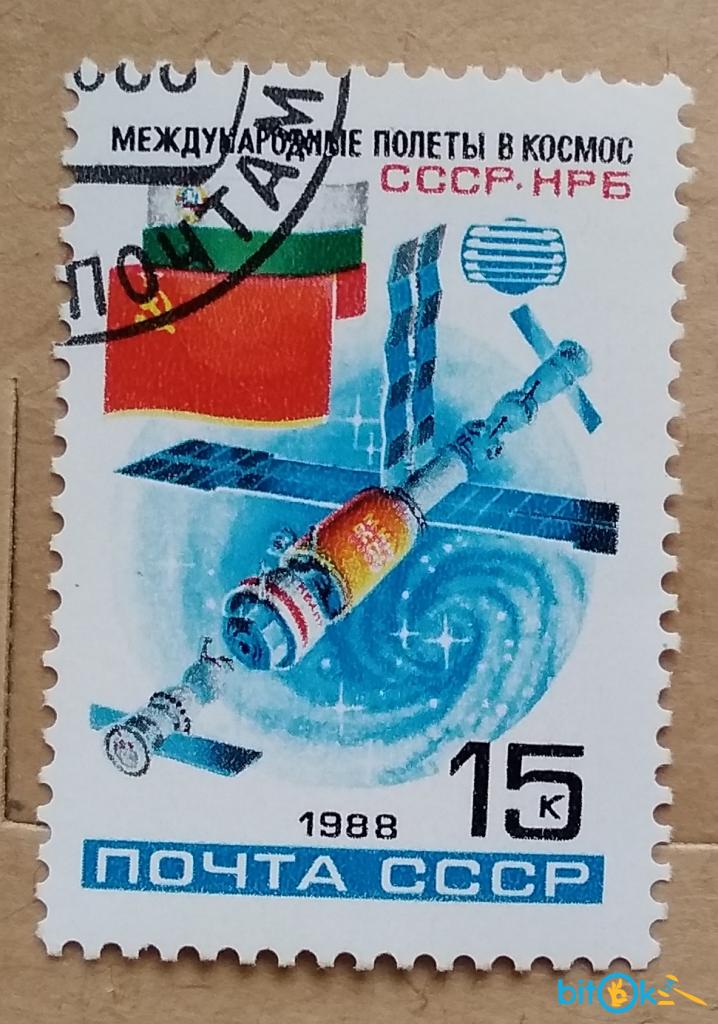 МЕЖДУНАРОДНЫЕ ПОЛЕТЫ В КОСМОС
СССР·НРБ
ПОЧТАМ
15 к
1988
ПОЧТА СССР
bitOk